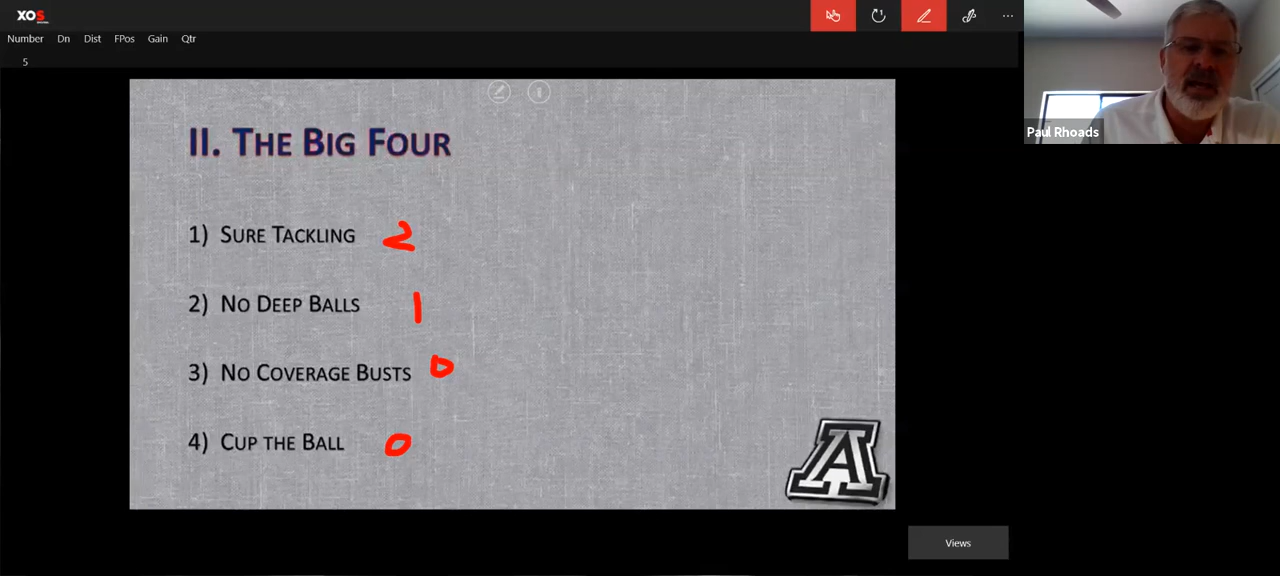 XOS
Number Dn Dist FPos Gain Qtr
5
Paul Rhoads
II. THE BIG FOUR
1) SURE TACKLING 2
2) NO DEEP BALLS 1
3) NO COVERAGE BUSTS 0
4) CUP THE BALL 0
A
Views